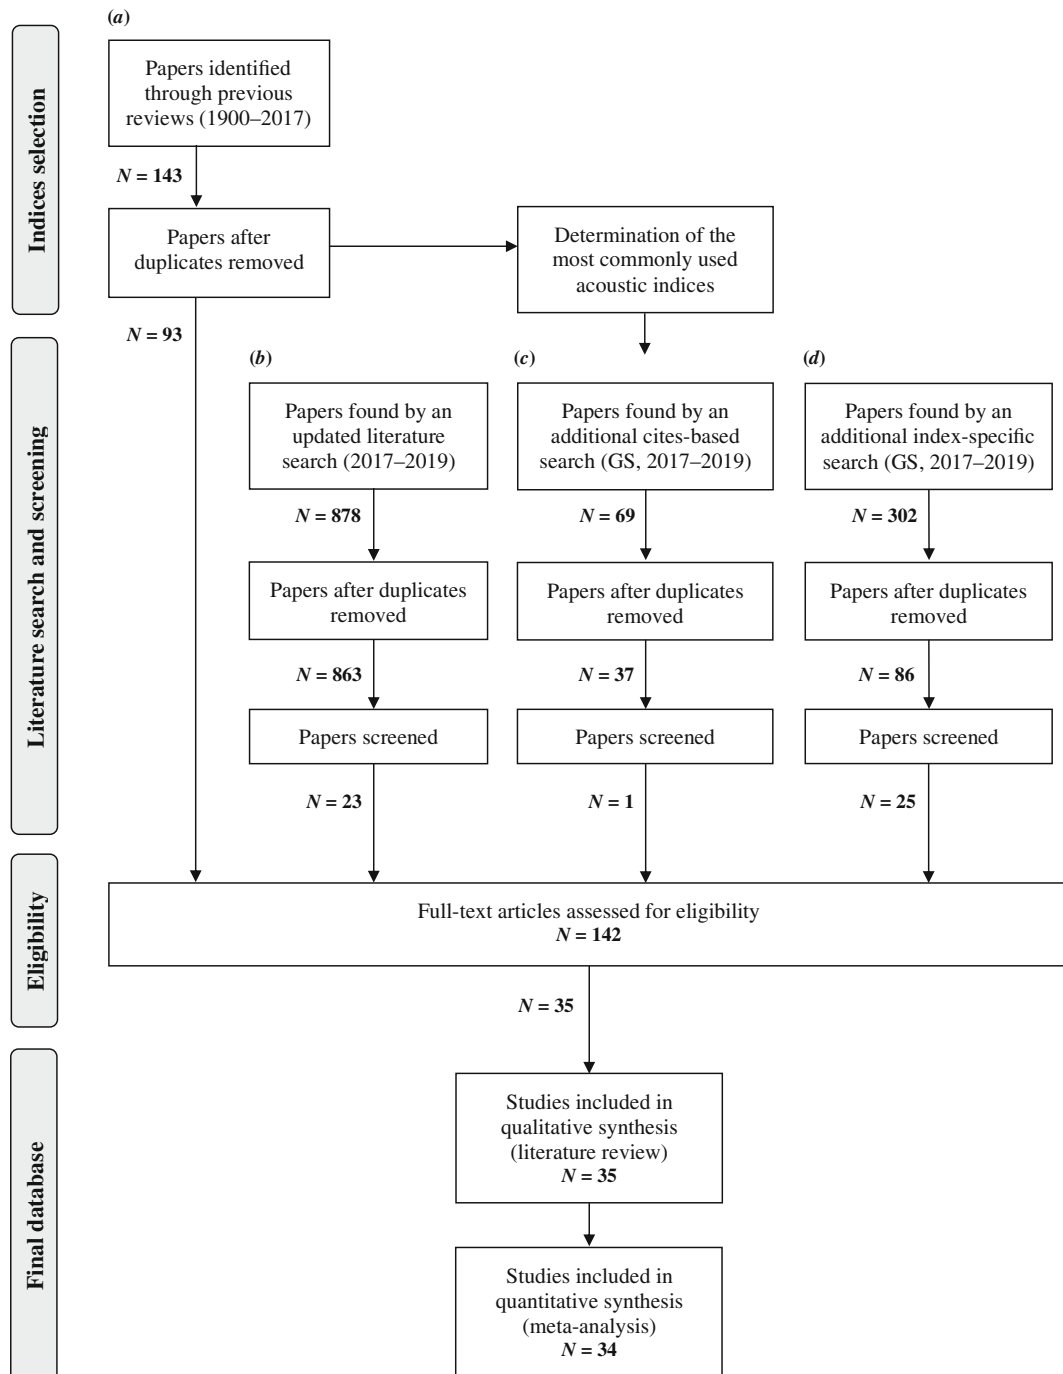 (a)
Indices selection
Papers identified
through previous
reviews (1900–2017)
N = 143
Papers after
duplicates removed
Determination of the
most commonly used
acoustic indices
N = 93
Literature search and screening
(b)
Papers found by an
updated literature
search (2017–2019)
N = 878
Papers after duplicates
removed
N = 863
Papers screened
N = 23
(c)
Papers found by an
additional cites-based
search (GS, 2017–2019)
N = 69
Papers after duplicates
removed
N = 37
Papers screened
N = 1
(d)
Papers found by an
additional index-specific
search (GS, 2017–2019)
N = 302
Papers after duplicates
removed
N = 86
Papers screened
N = 25
Eligibility
Full-text articles assessed for eligibility
N = 142
N = 35
Final database
Studies included in
qualitative synthesis
(literature review)
N = 35
Studies included in
quantitative synthesis
(meta-analysis)
N = 34